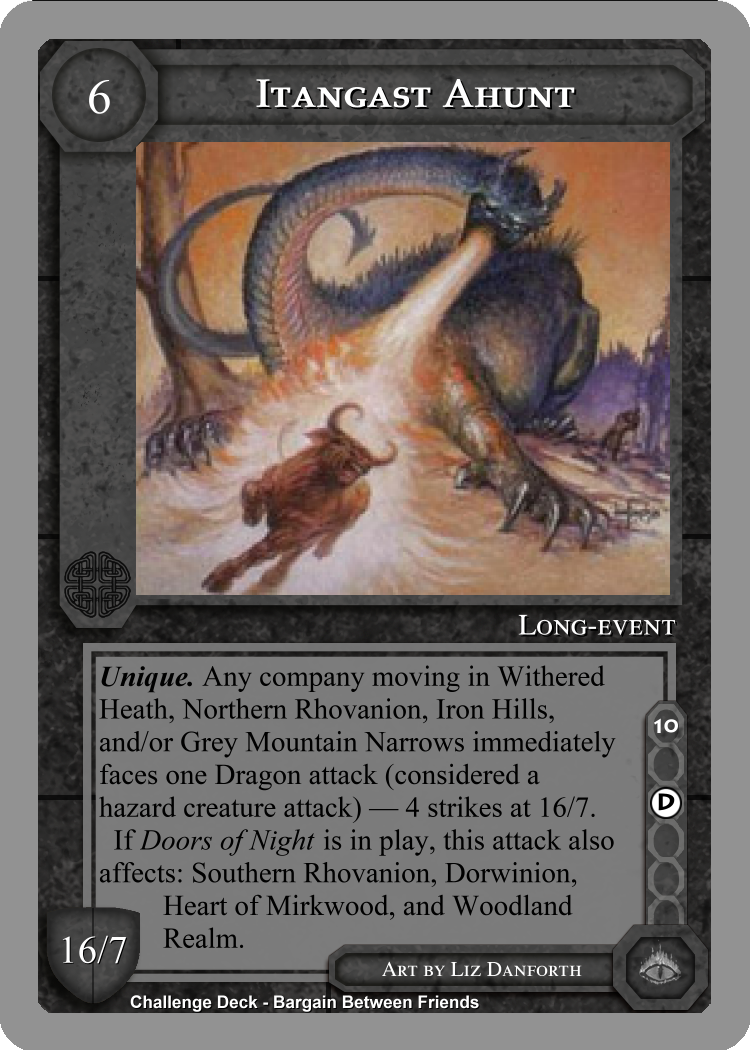 6
Itangast Ahunt
Long-event
Unique. Any company moving in Withered
Heath, Northern Rhovanion, Iron Hills,
and/or Grey Mountain Narrows immediately
faces one Dragon attack (considered a
hazard creature attack) — 4 strikes at 16/7.
If Doors of Night is in play, this attack also
affects: Southern Rhovanion, Dorwinion,
Heart of Mirkwood, and Woodland
Realm.
10
D
16/7
Art by Liz Danforth
Challenge Deck - Bargain Between Friends